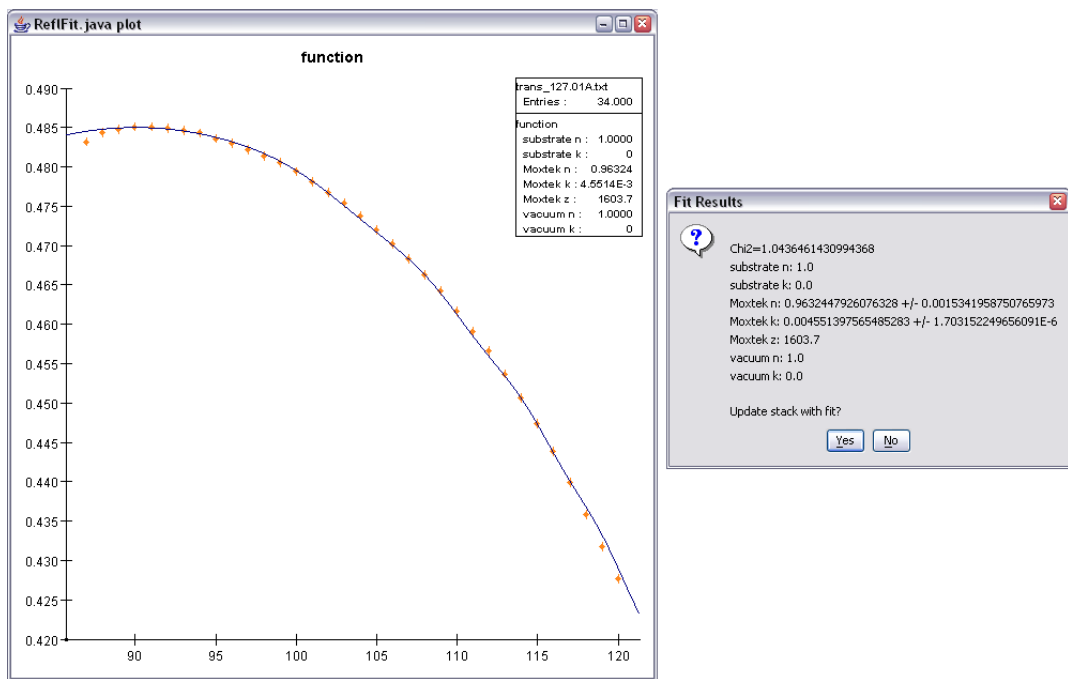 ReflFit.java plot
function
0.490
0.485
0.480
0.475
0.470
0.465
0.460
0.455
0.450
0.445
0.440
0.435
0.430
0.425
0.420
90 95 100 105 110 115 120
trans_127.01A.txt
Entries : 34.000
function
substrate n : 1.0000
substrate k : 0
Moxtek n : 0.96324
Moxtek k : 4.5514E-3
Moxtek z : 1603.7
vacuum n : 1.0000
vacuum k : 0
Fit Results
Chi2=1.0436461430994368
substrate n: 1.0
substrate k: 0.0
Moxtek n: 0.9632447926076328 +/- 0.0015341958750765973
Moxtek k: 0.004551397565485283 +/- 1.703152249656091E-6
Moxtek z: 1603.7
vacuum n: 1.0
vacuum k: 0.0
Update stack with fit?
Yes No